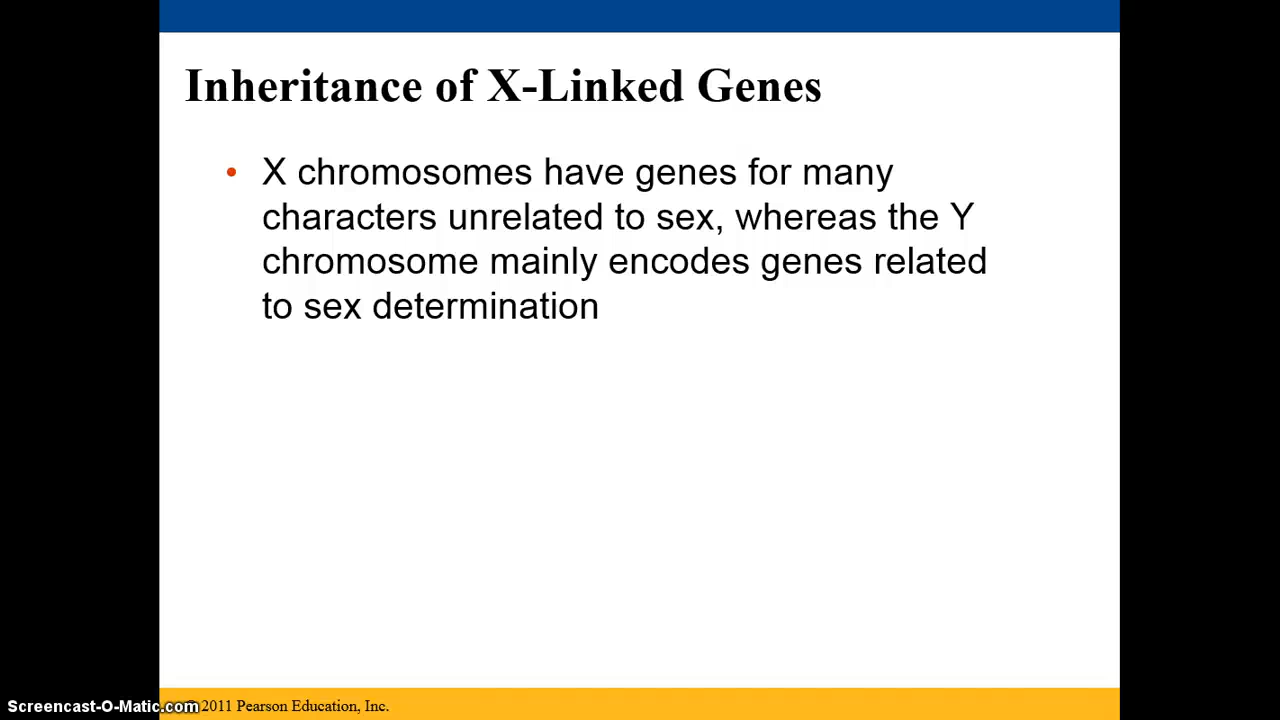 Inheritance of X-Linked Genes
• X chromosomes have genes for many
characters unrelated to sex, whereas the Y
chromosome mainly encodes genes related
to sex determination
Screencast-O-Matic.com 2011 Pearson Education, Inc.